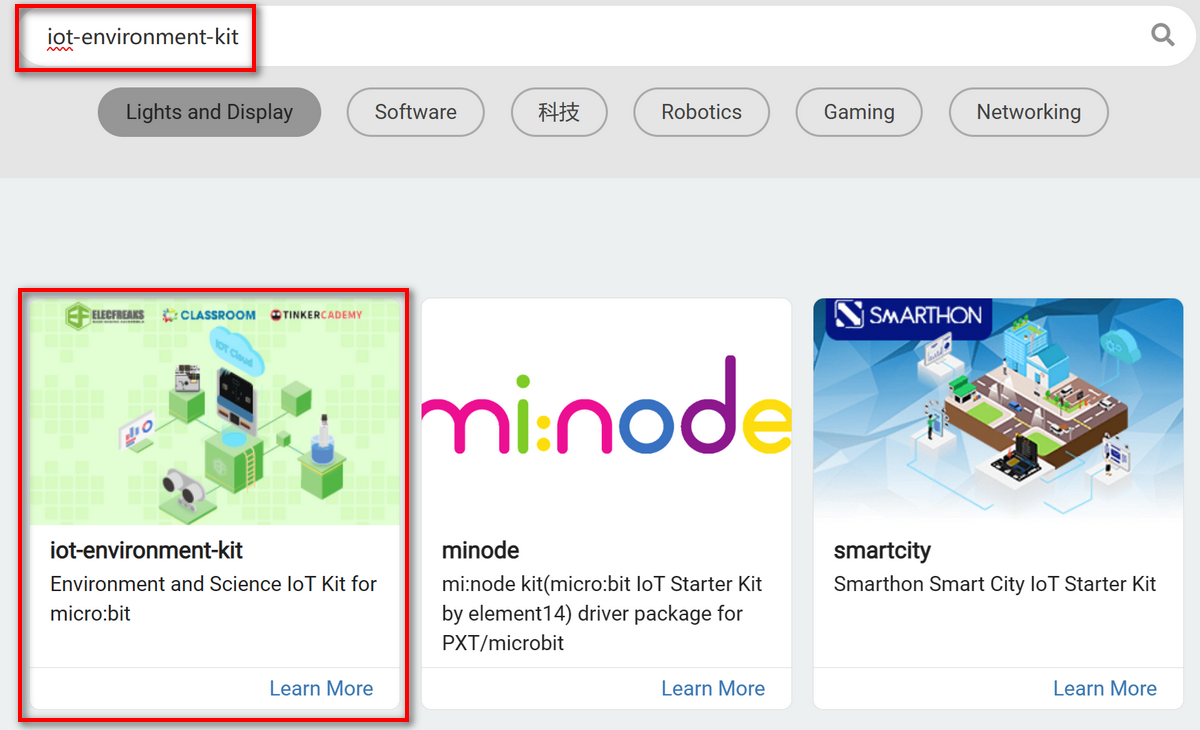 iot-environment-kit
Lights and Display
Software
科技
Robotics
Gaming
Networking
ELECFREAKS
CLASSROOM
TINKERCADEMY
IOT Cloud
SMARTHON
mi:node
iot-environment-kit
Environment and Science IoT Kit for
micro:bit
Learn More
minode
mi:node kit(micro:bit IoT Starter Kit
by element14) driver package for
PXT/microbit
Learn More
smartcity
Smarthon Smart City IoT Starter Kit
Learn More